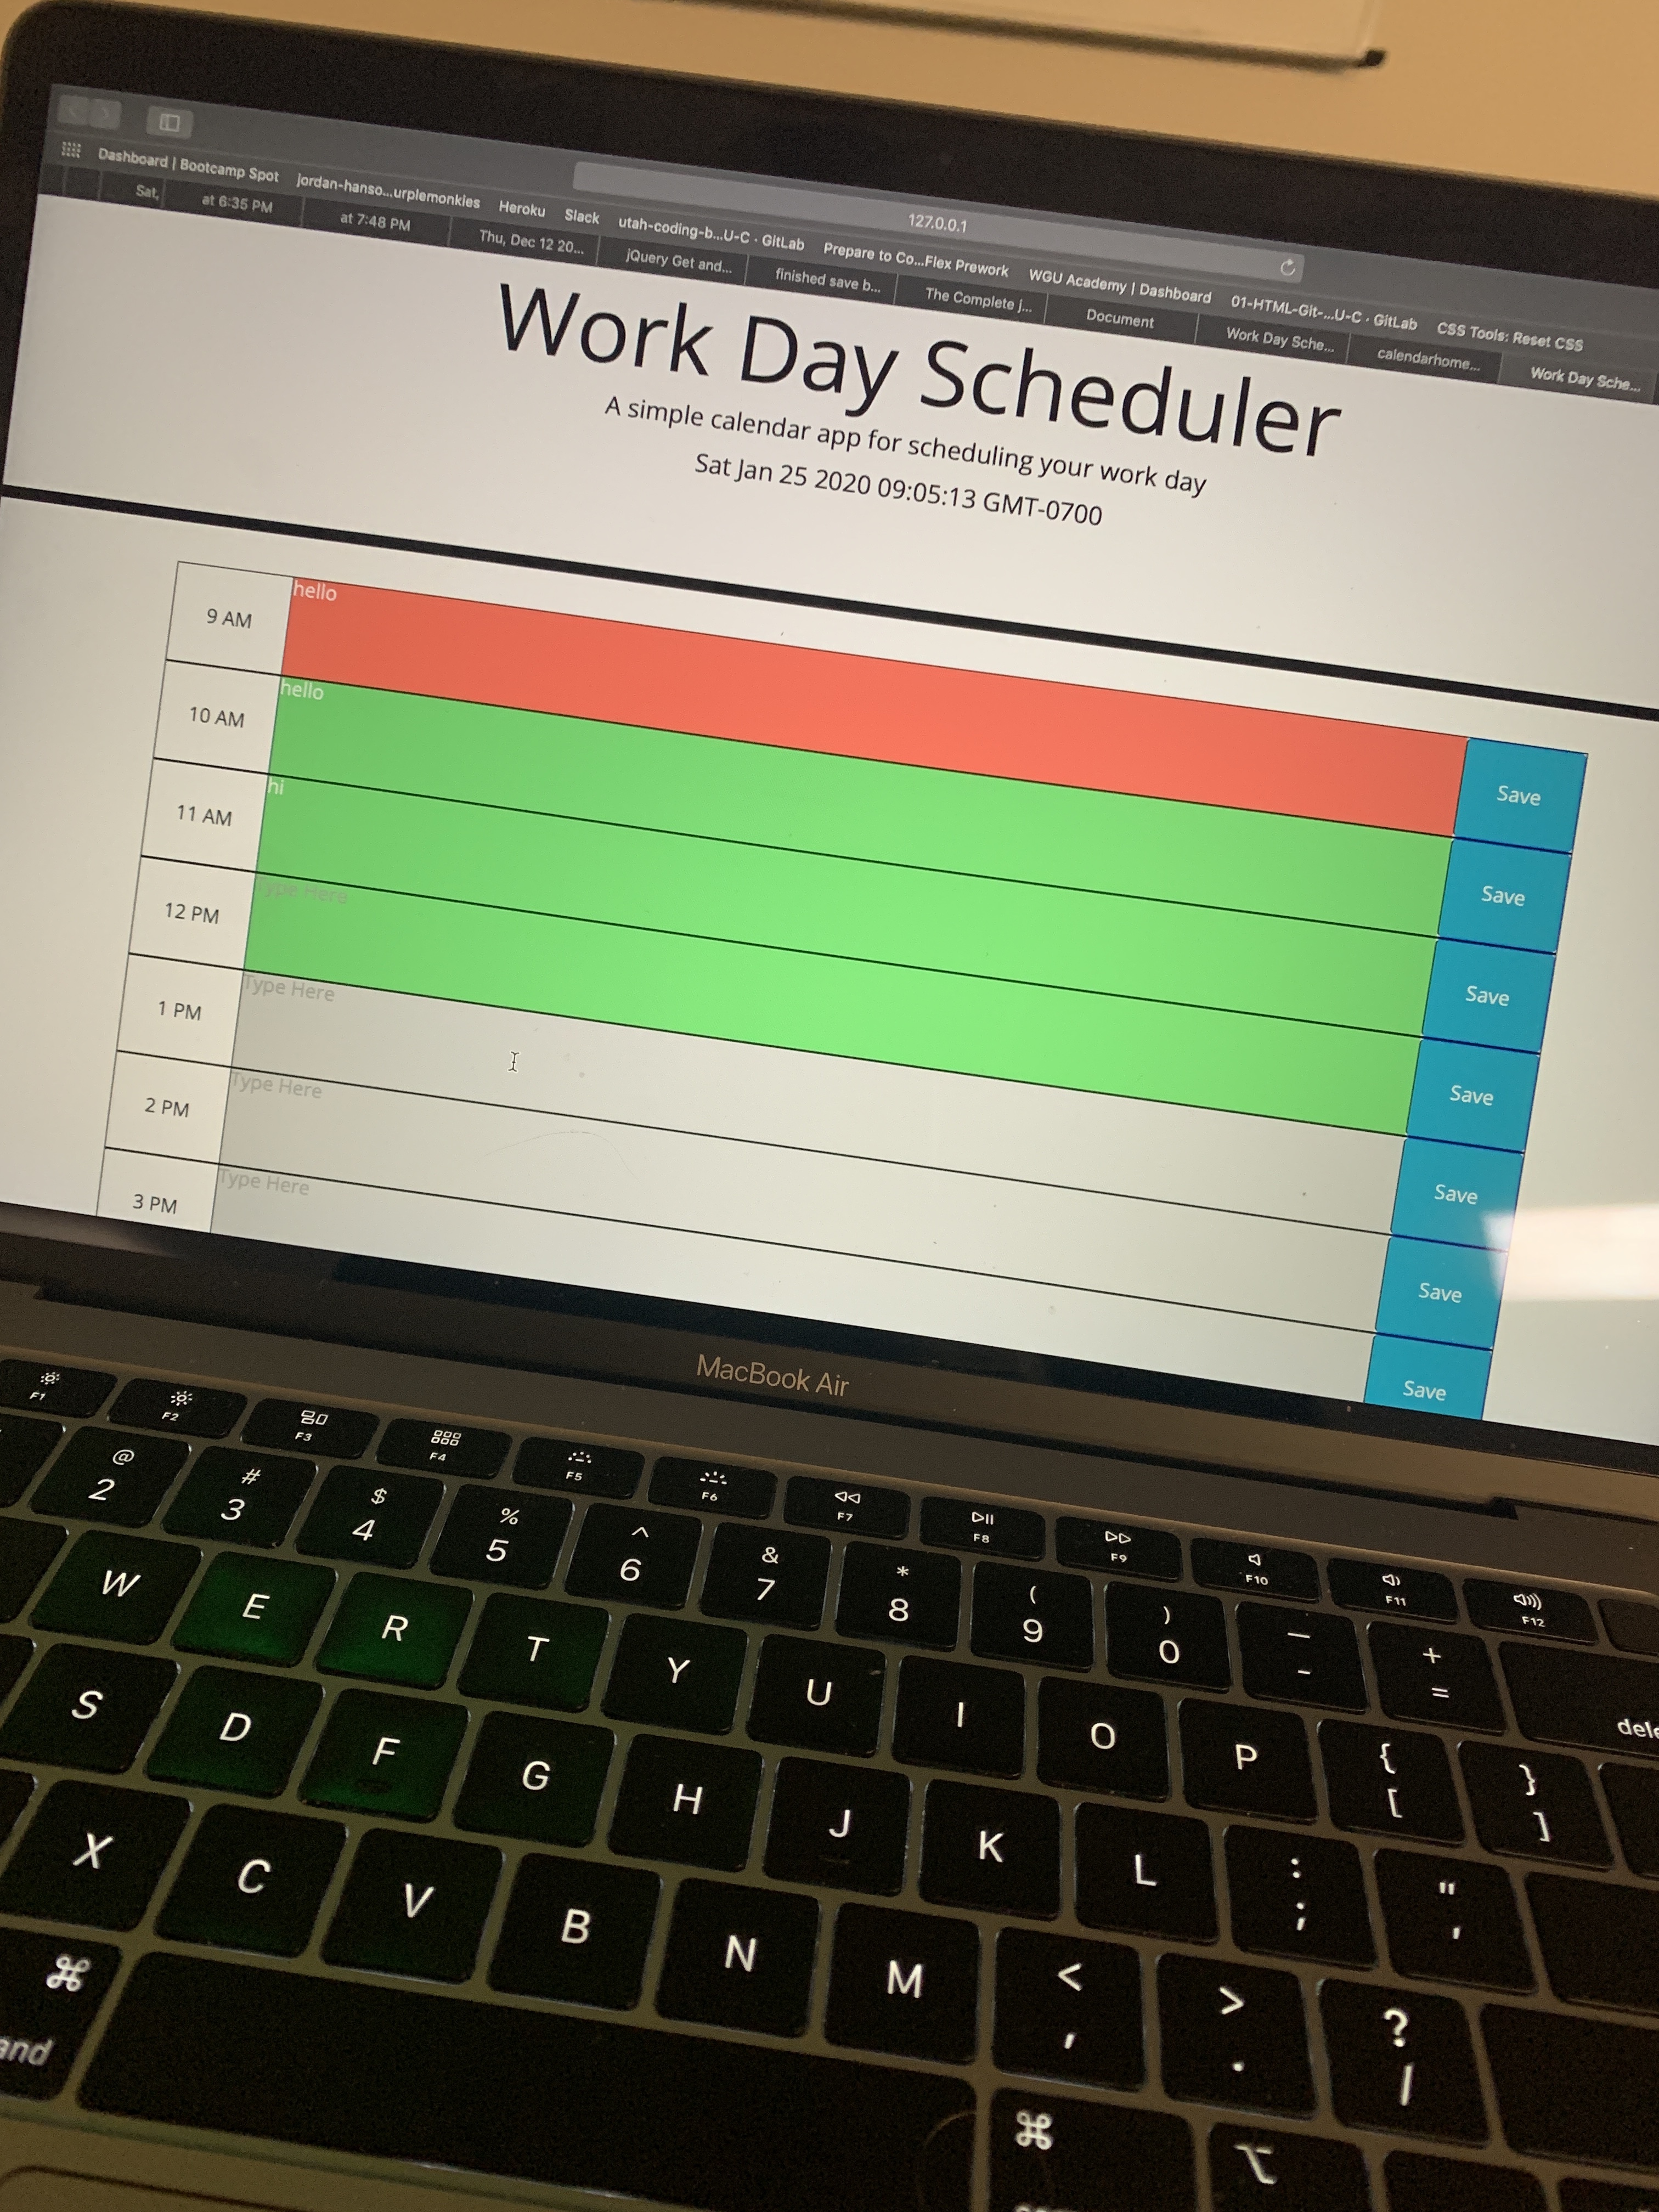 127.0.0.1
Dashboard | Bootcamp Spot jordan-hanso...urplemonkies Heroku Slack utah-coding-b...U-C · GitLab Prepare to Co...Flex Prework WGU Academy | Dashboard 01-HTML-Git-...U-C · GitLab CSS Tools: Reset CSS
Sat, at 6:35 PM at 7:48 PM Thu, Dec 12 20... jQuery Get and... finished save b... The Complete j... Document Work Day Sche... calendarhome... Work Day Sche...
Work Day Scheduler
A simple calendar app for scheduling your work day
Sat Jan 25 2020 09:05:13 GMT-0700
9 AM hello Save
10 AM hello Save
11 AM hi Save
12 PM Type Here Save
1 PM Type Here Save
2 PM Type Here Save
3 PM Type Here Save
MacBook Air
F1 F2 F3 F4 F5 F6 F7 F8 F9 F10 F11 F12
@ # $ % ^ & * ( ) — +
2 3 4 5 6 7 8 9 0 - =
W E R T Y U I O P { [ } ] dele
S D F G H J K L : ; " '
X C V B N M < , > . ? /
⌘ and ⌘ ⌥